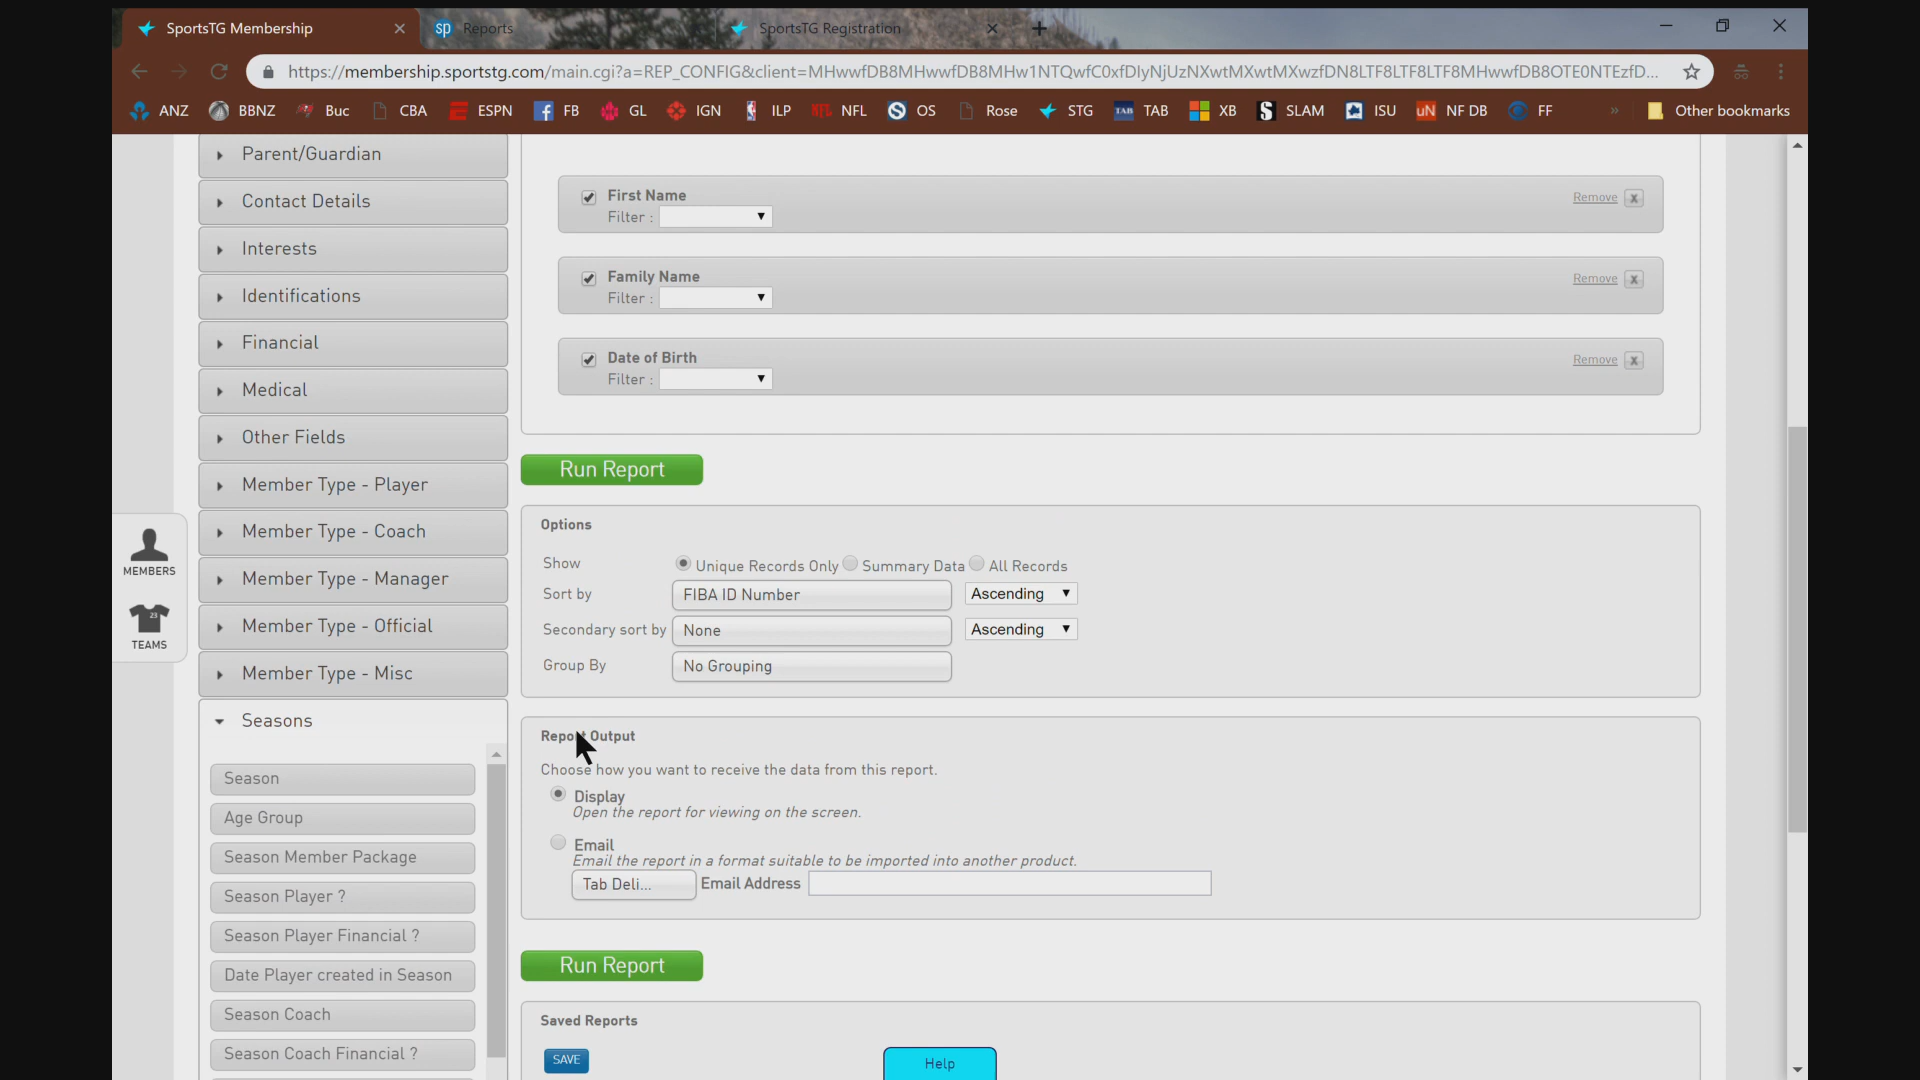 SportsTG Membership
sp Reports
SportsTG Registration
https://membership.sportstg.com/main.cgi?a=REP_CONFIG&client=MHwwfDB8MHwwfDB8MHw1NTQwfC0xfDIyNjUzNXwtMXwtMXwzfDN8LTF8LTF8LTF8MHwwfDB8OTE0NTEzfD...
ANZ
BBNZ
Buc
CBA
ESPN
FB
GL
IGN
ILP
NFL
OS
Rose
STG
TAB TAB
XB
SLAM
ISU
uN NF DB
FF
»
Other bookmarks
Parent/Guardian
Contact Details
Interests
Identifications
Financial
Medical
Other Fields
Member Type - Player
Member Type - Coach
Member Type - Manager
Member Type - Official
Member Type - Misc
Seasons
Season
Age Group
Season Member Package
Season Player ?
Season Player Financial ?
Date Player created in Season
Season Coach
Season Coach Financial ?
MEMBERS
23
TEAMS
First Name
Filter :
Remove x
Family Name
Filter :
Remove x
Date of Birth
Filter :
Remove x
Run Report
Options
Show Unique Records Only Summary Data All Records
Sort by FIBA ID Number Ascending
Secondary sort by None Ascending
Group By No Grouping
Report Output
Choose how you want to receive the data from this report.
Display
Open the report for viewing on the screen.
Email
Email the report in a format suitable to be imported into another product.
Tab Deli... Email Address
Run Report
Saved Reports
SAVE
Help